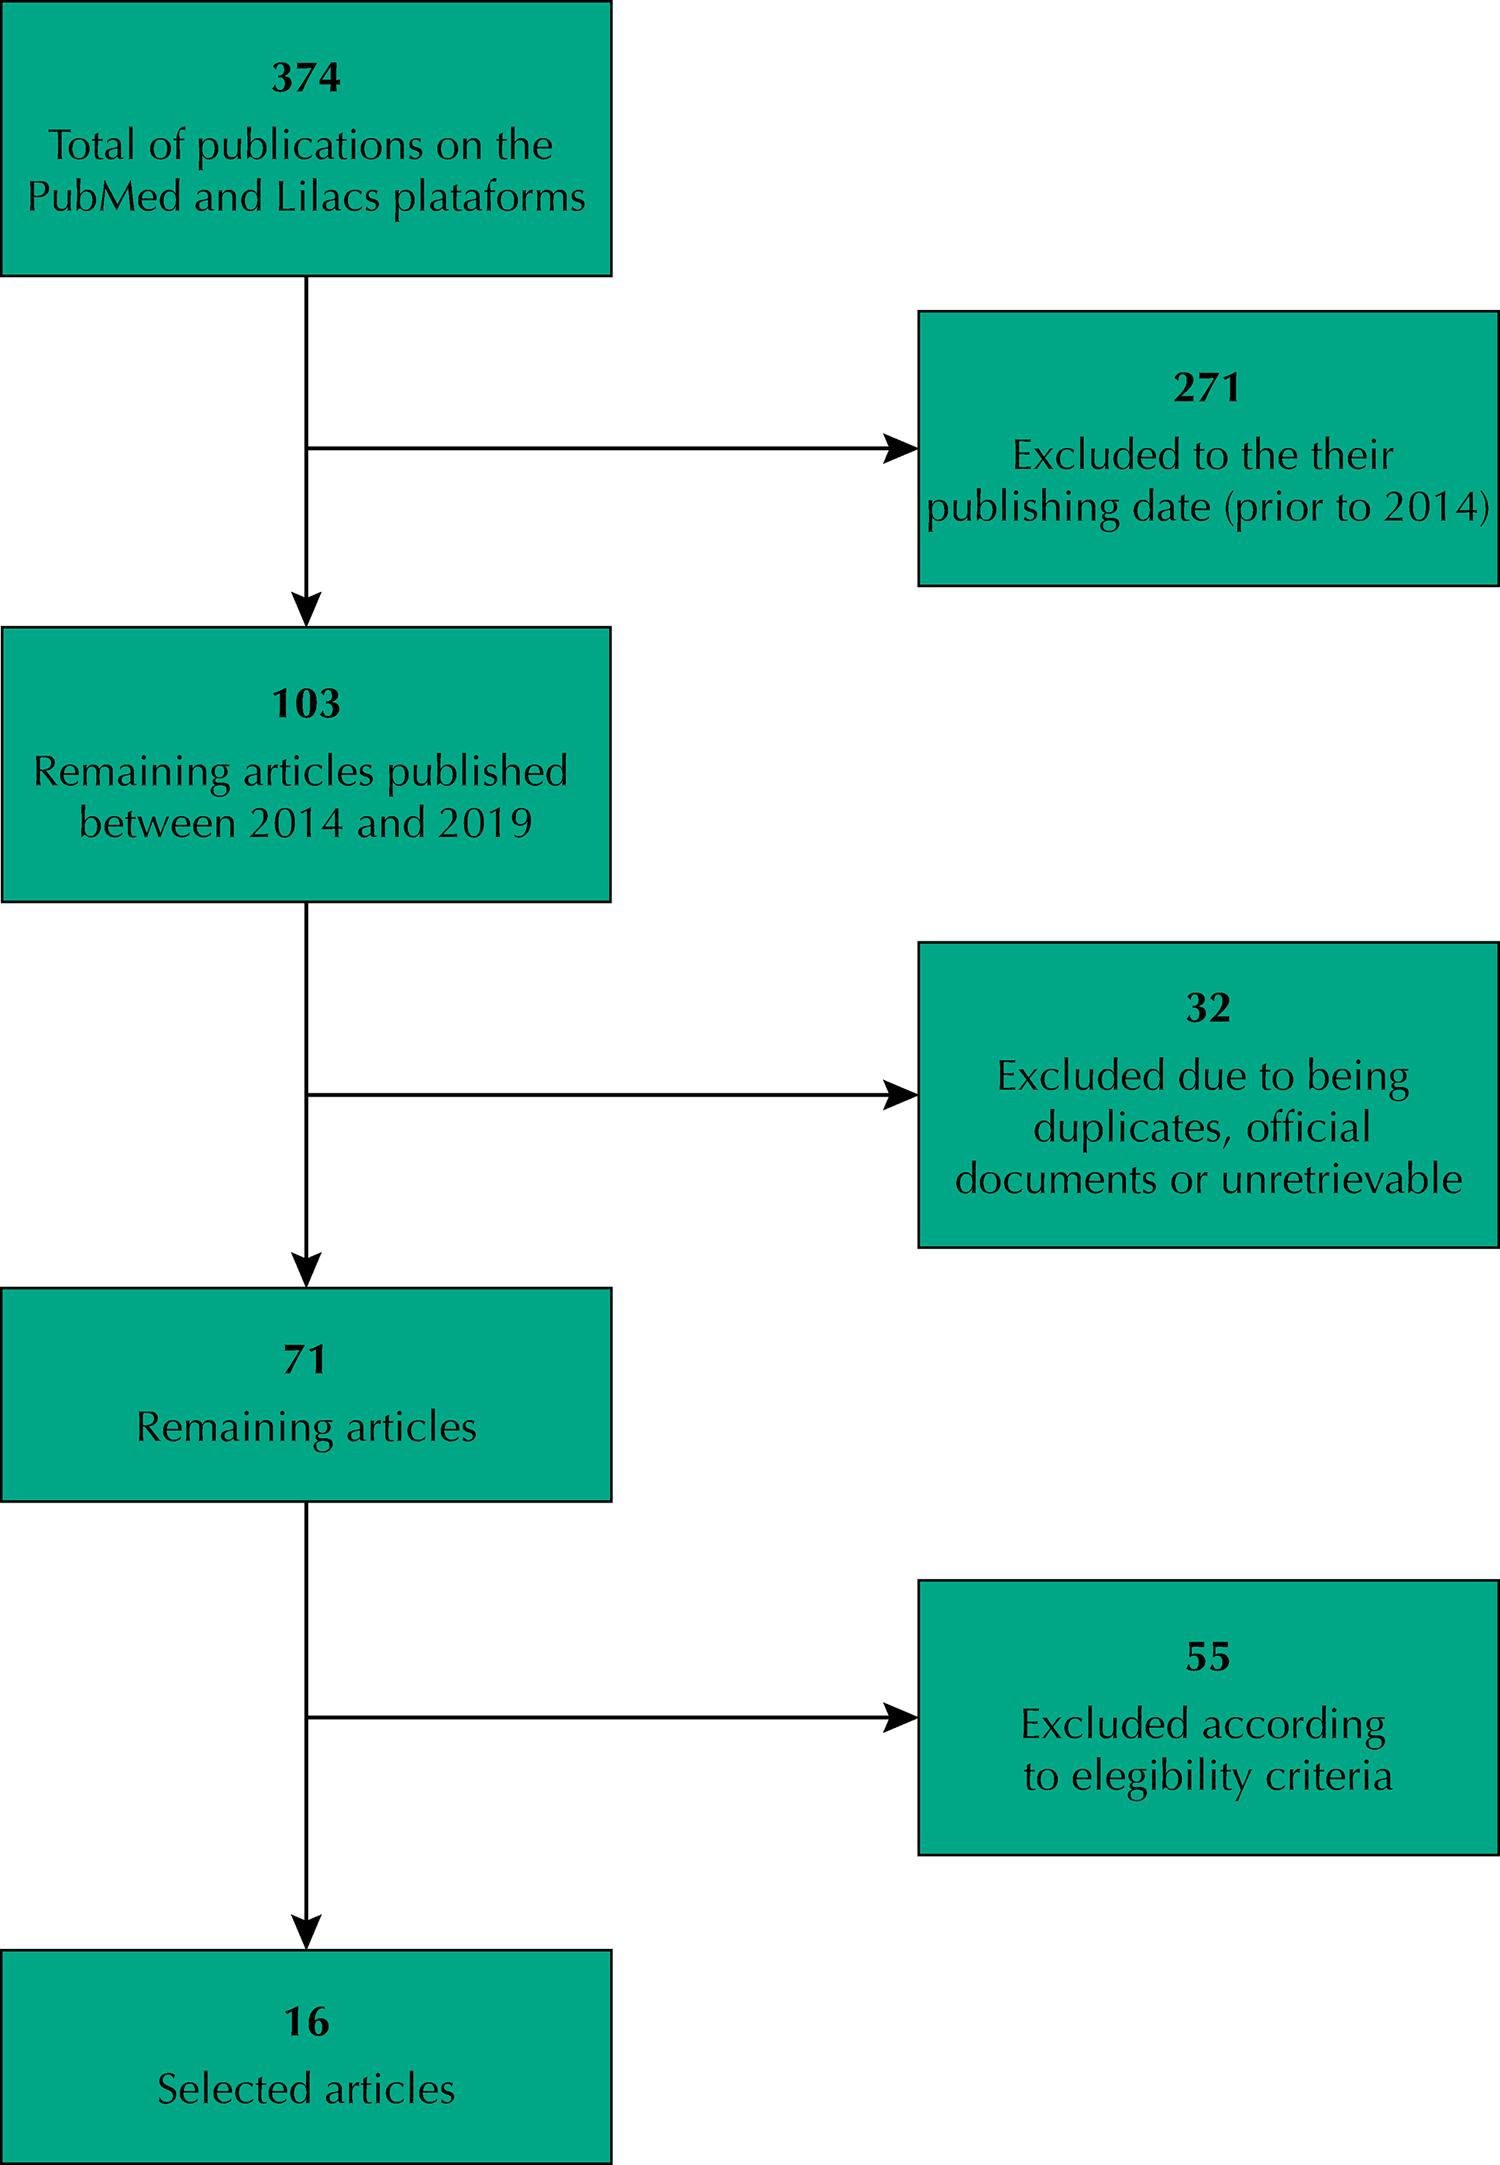 374
Total of publications on the
PubMed and Lilacs plataforms
271
Excluded to the their
publishing date (prior to 2014)
103
Remaining articles published
between 2014 and 2019
32
Excluded due to being
duplicates, official
documents or unretrievable
71
Remaining articles
55
Excluded according
to elegibility criteria
16
Selected articles